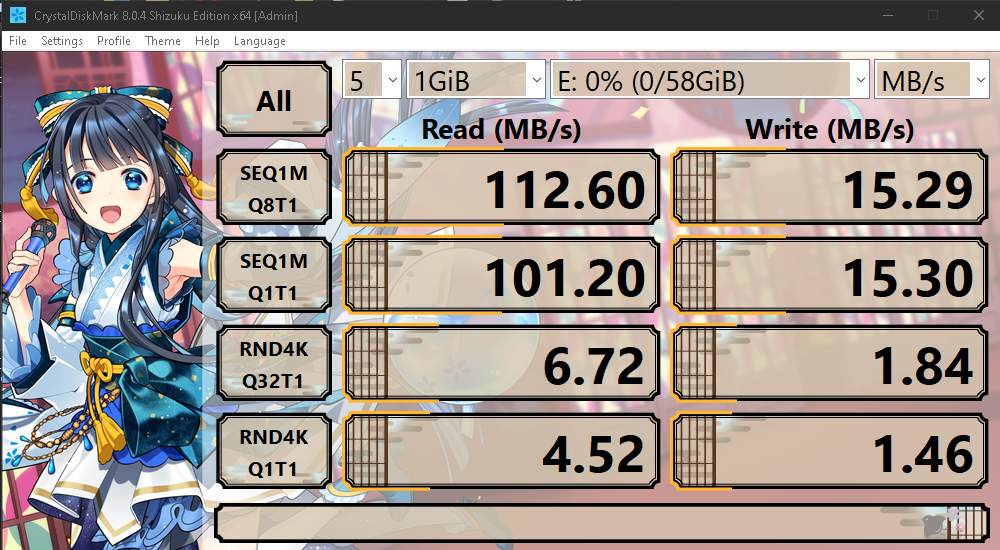 CrystalDiskMark 8.0.4 Shizuku Edition x64 [Admin]
File Settings Profile Theme Help Language
All 5 1GiB E: 0% (0/58GiB) MB/s
Read (MB/s) Write (MB/s)
SEQ1M
Q8T1
112.60 15.29
SEQ1M
Q1T1
101.20 15.30
RND4K
Q32T1
6.72 1.84
RND4K
Q1T1
4.52 1.46